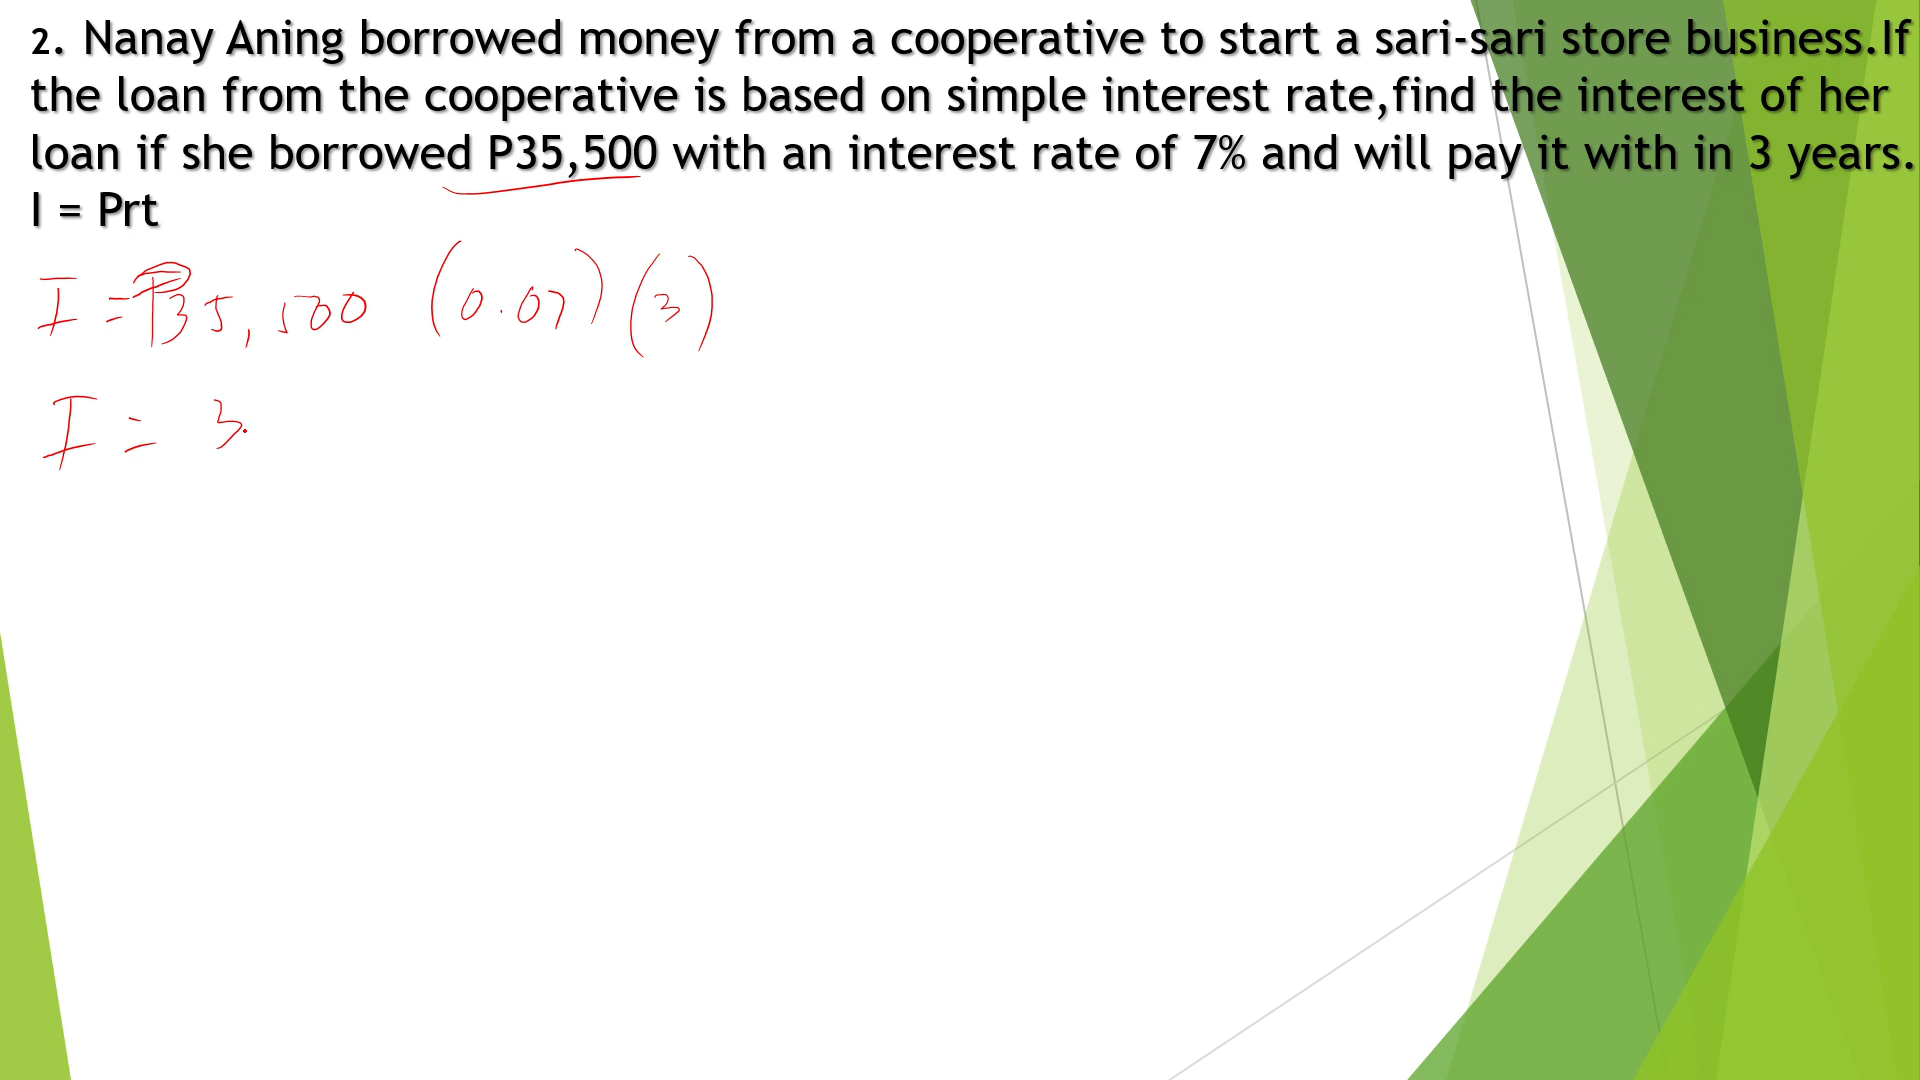 2. Nanay Aning borrowed money from a cooperative to start a sari-sari store business.If
the loan from the cooperative is based on simple interest rate,find the interest of her
loan if she borrowed P35,500 with an interest rate of 7% and will pay it with in 3 years.
I = Prt
I = ₱35,500 (0.07) (3)
I = 3.